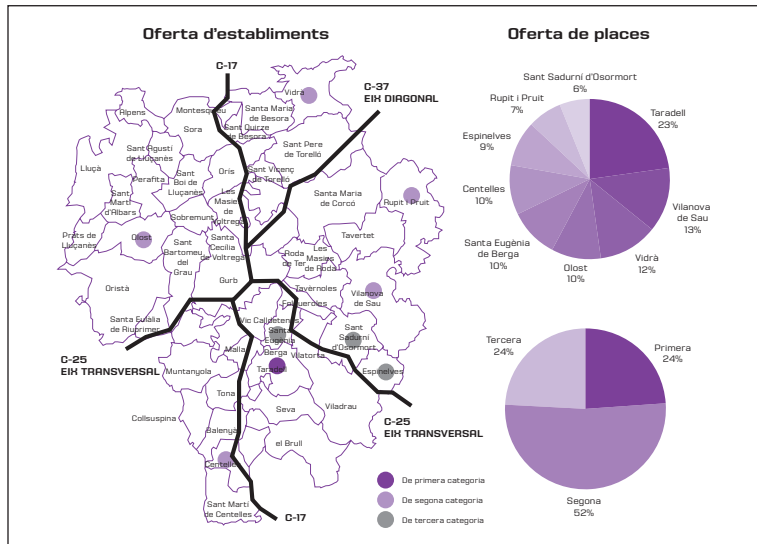 Oferta d'establiments
Oferta de places
C-17
C-37
EIX DIAGONAL
Vidrà
Alpens
Montesquieu
Santa Maria
de Besora
Sora
Sant Quirze
de Besora
Sant Agustí
de Lluçanès
Sant Pere
de Torelló
Lluçà
Perafita
Sant
Boi de
Lluçanès
Orís
Sant Vicenç
de Torelló
Sant
Martí
d'Albars
Les
Masies
de
Voltregà
Santa Maria
de Corcó
Rupit i Pruit
Sobremunt
Prats de
Lluçanès
Olost
Sant
Bartomeu
del
Grau
Santa
Cecília
de Voltregà
Tavertet
Roda
de Ter
Les
Masies
de Roda
Oristà
Gurb
Tavèrnoles
Vilanova
de Sau
Folgueroles
Santa Eulàlia
de Riuprimer
Vic
Calldetenes
Santa
Eugènia
Berga
Sant
Sadurní
d'Osormort
Vilatorta
C-25
EIX TRANSVERSAL
Malla
Muntanyola
Taradell
Espinelves
Tona
Seva
Viladrau
Collsuspina
C-25
EIX TRANSVERSAL
Balenyà
el Brull
Centelles
Sant Martí
de Centelles
C-17
De primera categoria
De segona categoria
De tercera categoria
Sant Sadurní d'Osormort
6%
Rupit i Pruit
7%
Taradell
23%
Espinelves
9%
Centelles
10%
Vilanova
de Sau
13%
Santa Eugènia
de Berga
10%
Olost
10%
Vidrà
12%
Tercera
24%
Primera
24%
Segona
52%